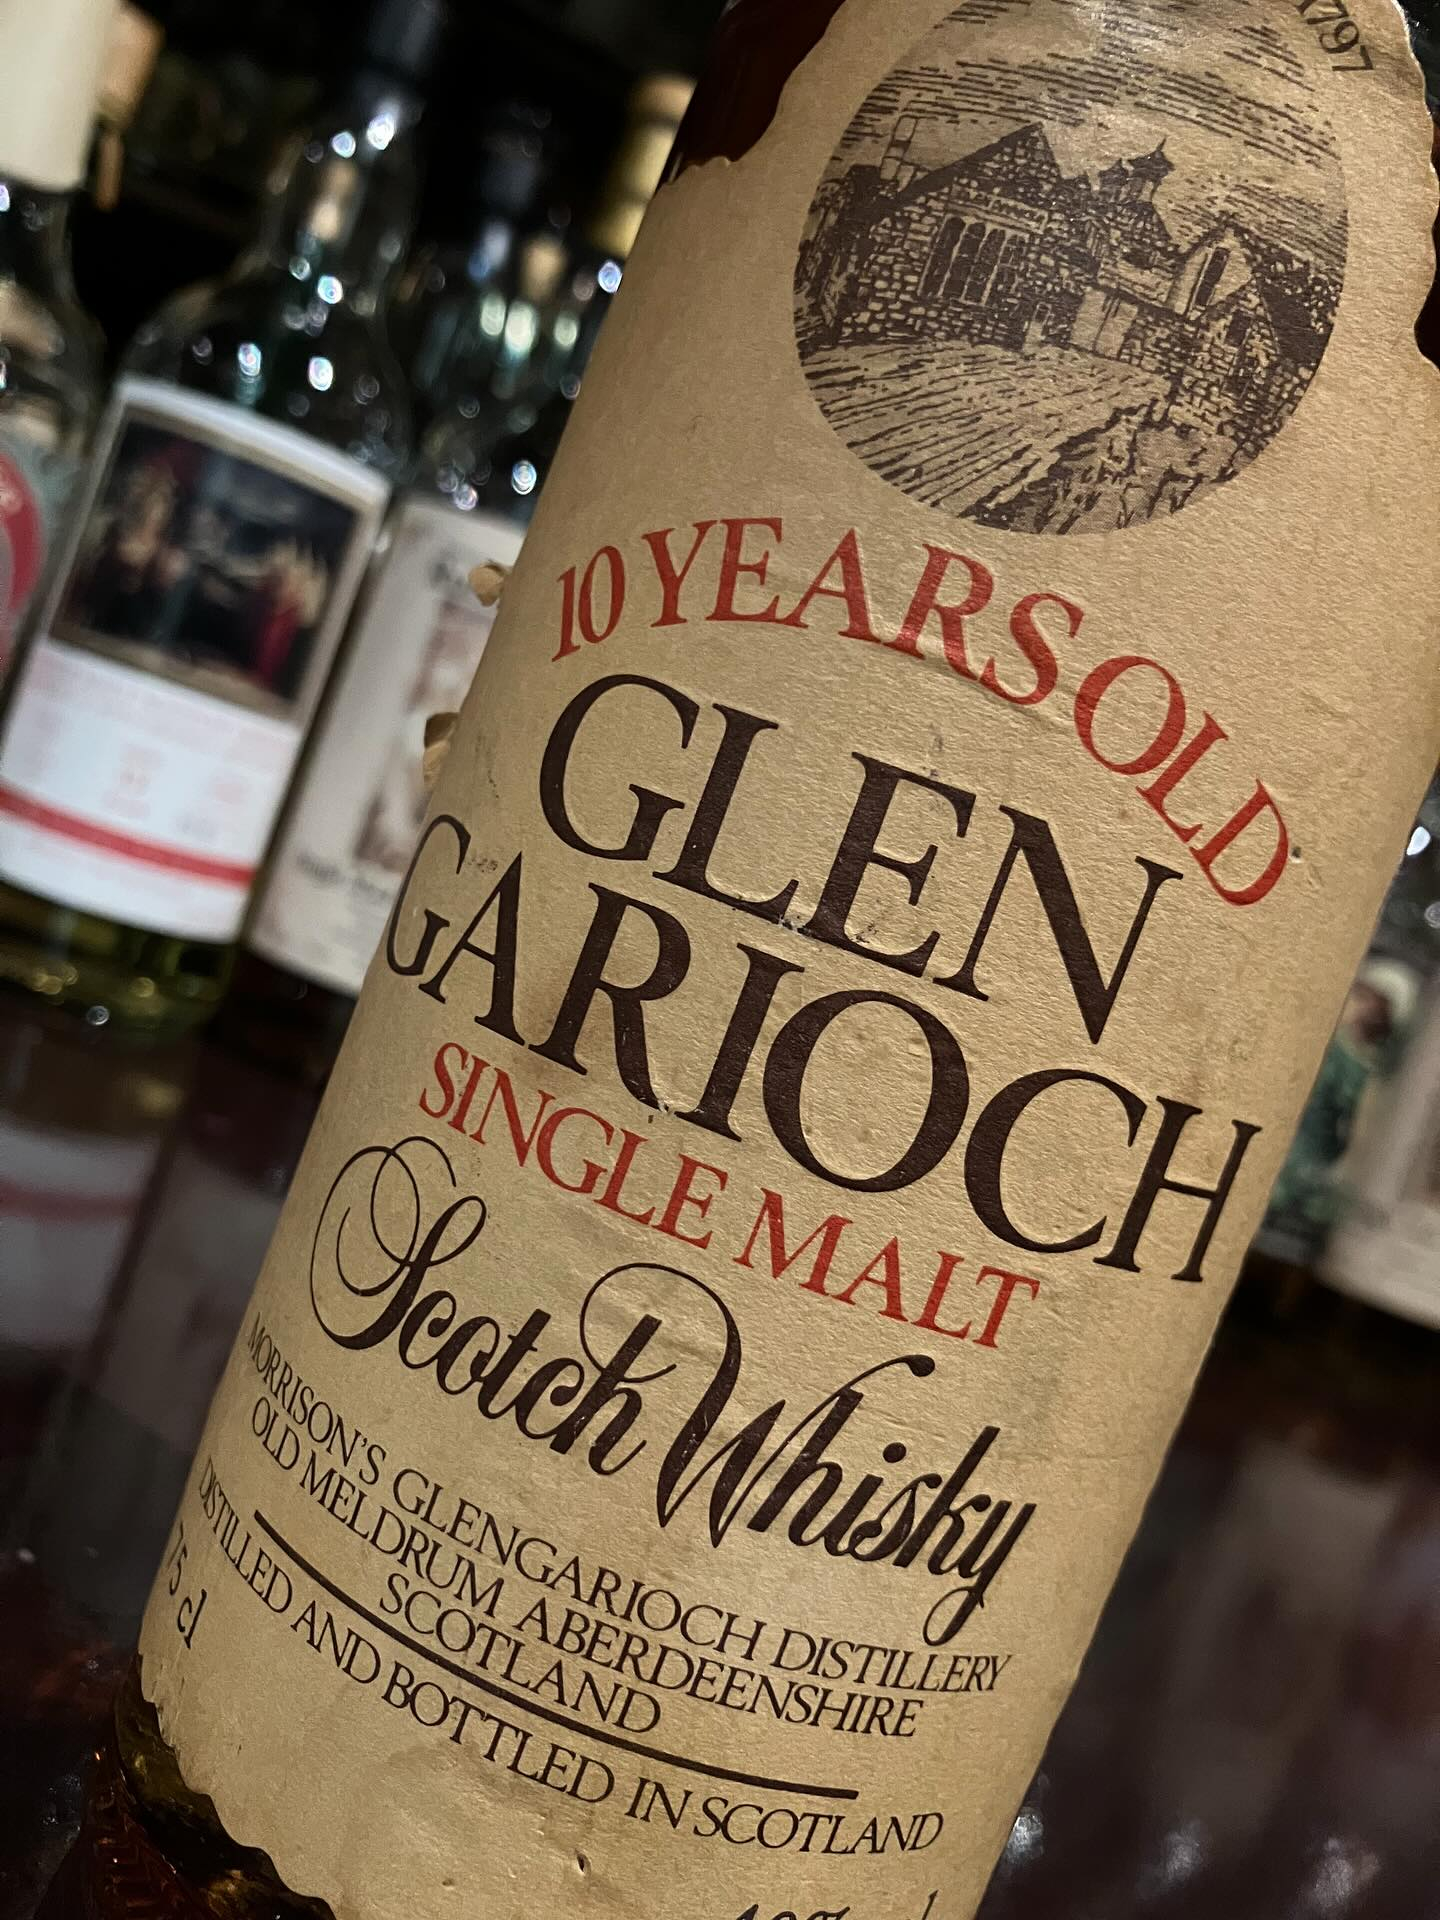 1797
10 YEARS OLD
GLEN
GARIOCH
SINGLE MALT
Scotch Whisky
MORRISON'S GLENGARIOCH DISTILLERY
OLD MELDRUM ABERDEENSHIRE
SCOTLAND
DISTILLED AND BOTTLED IN SCOTLAND
75 cl